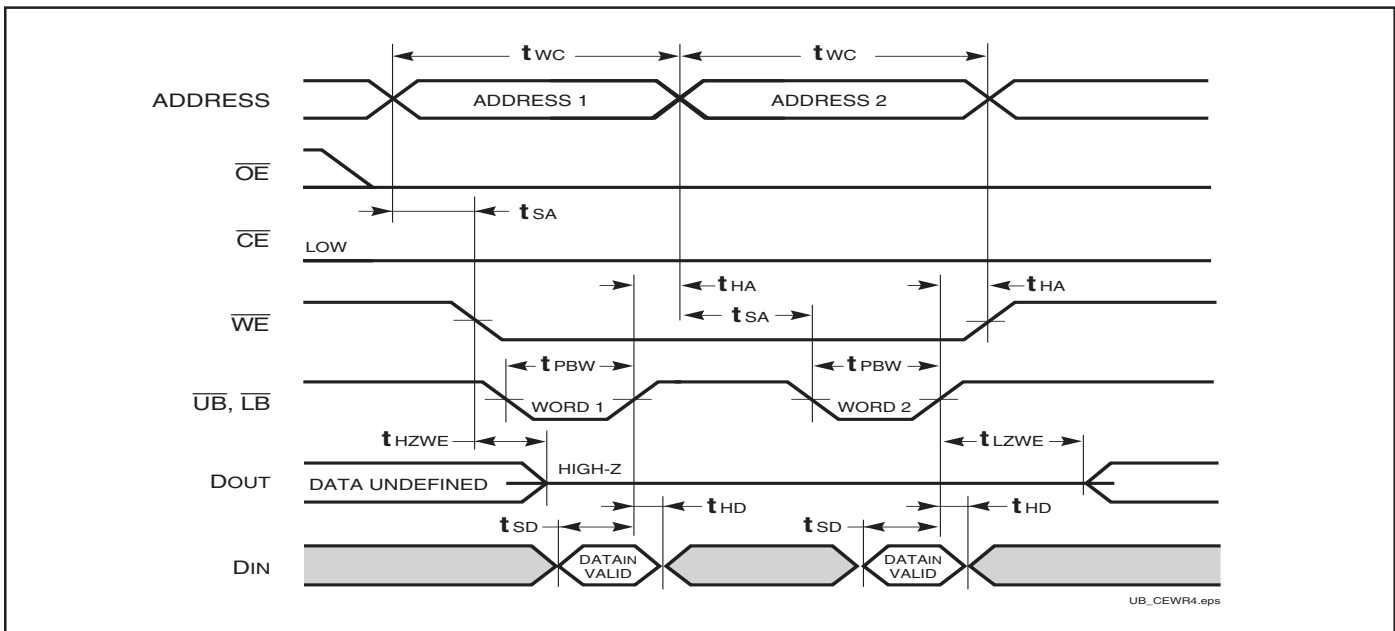 tWC tWC
ADDRESS ADDRESS 1 ADDRESS 2
OE
tSA
CE LOW
tHA tHA
WE tSA
tPBW tPBW
UB, LB WORD 1 WORD 2
tHZWE tLZWE
DOUT DATA UNDEFINED HIGH-Z
tSD tHD tSD tHD
DIN DATAIN VALID DATAIN VALID
UB_CEWR4.eps